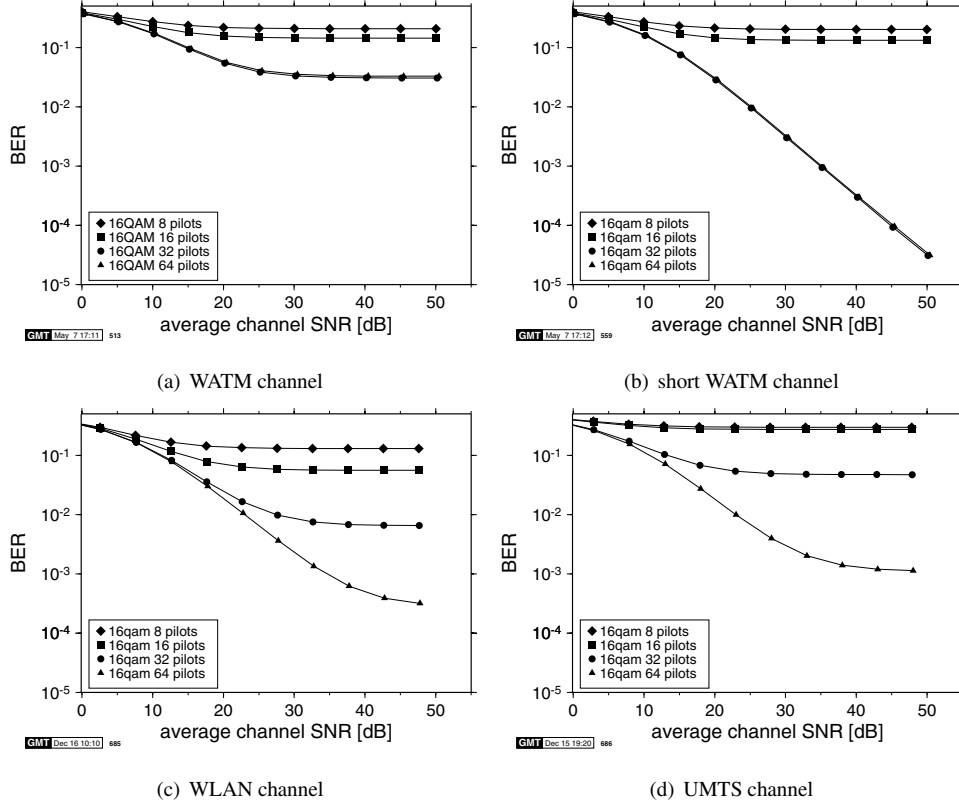 BER
10-1
10-2
10-3
10-4
10-5
16QAM 8 pilots
16QAM 16 pilots
16QAM 32 pilots
16QAM 64 pilots
0 10 20 30 40 50
average channel SNR [dB]
GMT May 7 17:11 513
(a) WATM channel
BER
10-1
10-2
10-3
10-4
10-5
16qam 8 pilots
16qam 16 pilots
16qam 32 pilots
16qam 64 pilots
0 10 20 30 40 50
average channel SNR [dB]
GMT May 7 17:12 559
(b) short WATM channel
BER
10-1
10-2
10-3
10-4
10-5
16qam 8 pilots
16qam 16 pilots
16qam 32 pilots
16qam 64 pilots
0 10 20 30 40 50
average channel SNR [dB]
GMT Dec 16 10:10 685
(c) WLAN channel
BER
10-1
10-2
10-3
10-4
10-5
16qam 8 pilots
16qam 16 pilots
16qam 32 pilots
16qam 64 pilots
0 10 20 30 40 50
average channel SNR [dB]
GMT Dec 15 19:20 686
(d) UMTS channel